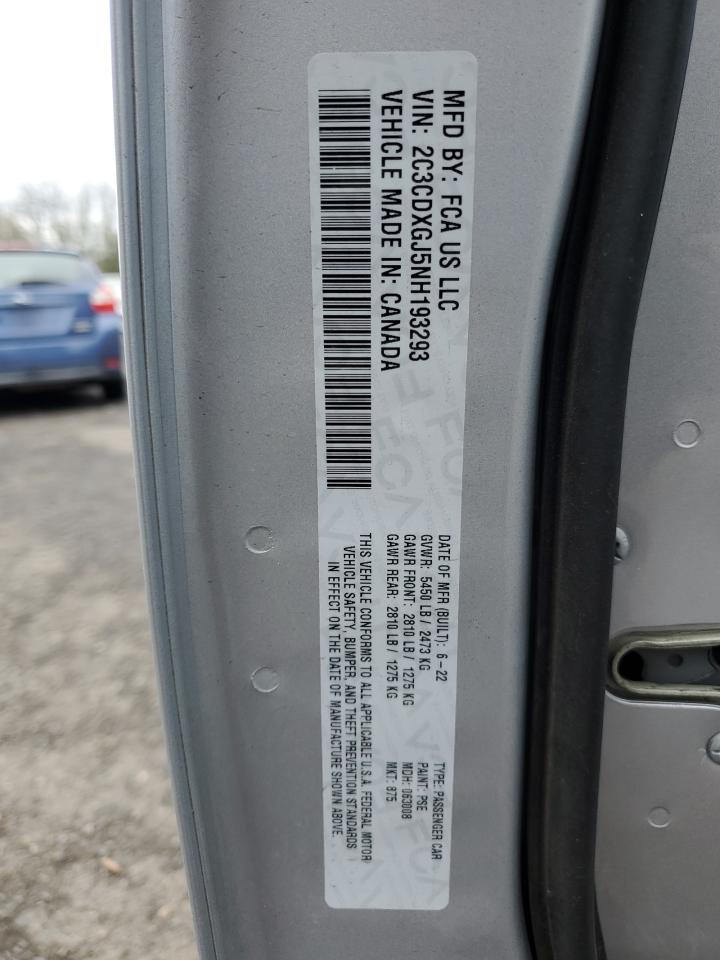 MFD BY: FCA US LLC
VIN: 2C3CDXGJ5NH193293
VEHICLE MADE IN: CANADA
DATE OF MFR (BUILT): 6-22
GVWR: 5450 LB / 2473 KG
GAWR FRONT: 2810 LB / 1275 KG
GAWR REAR: 2810 LB / 1275 KG
TYPE: PASSENGER CAR
PAINT: PSE
MDH: 063008
MKT: 875
THIS VEHICLE CONFORMS TO ALL APPLICABLE U.S.A. FEDERAL MOTOR
VEHICLE SAFETY, BUMPER, AND THEFT PREVENTION STANDARDS
IN EFFECT ON THE DATE OF MANUFACTURE SHOWN ABOVE.
FCA
FCA
FCA